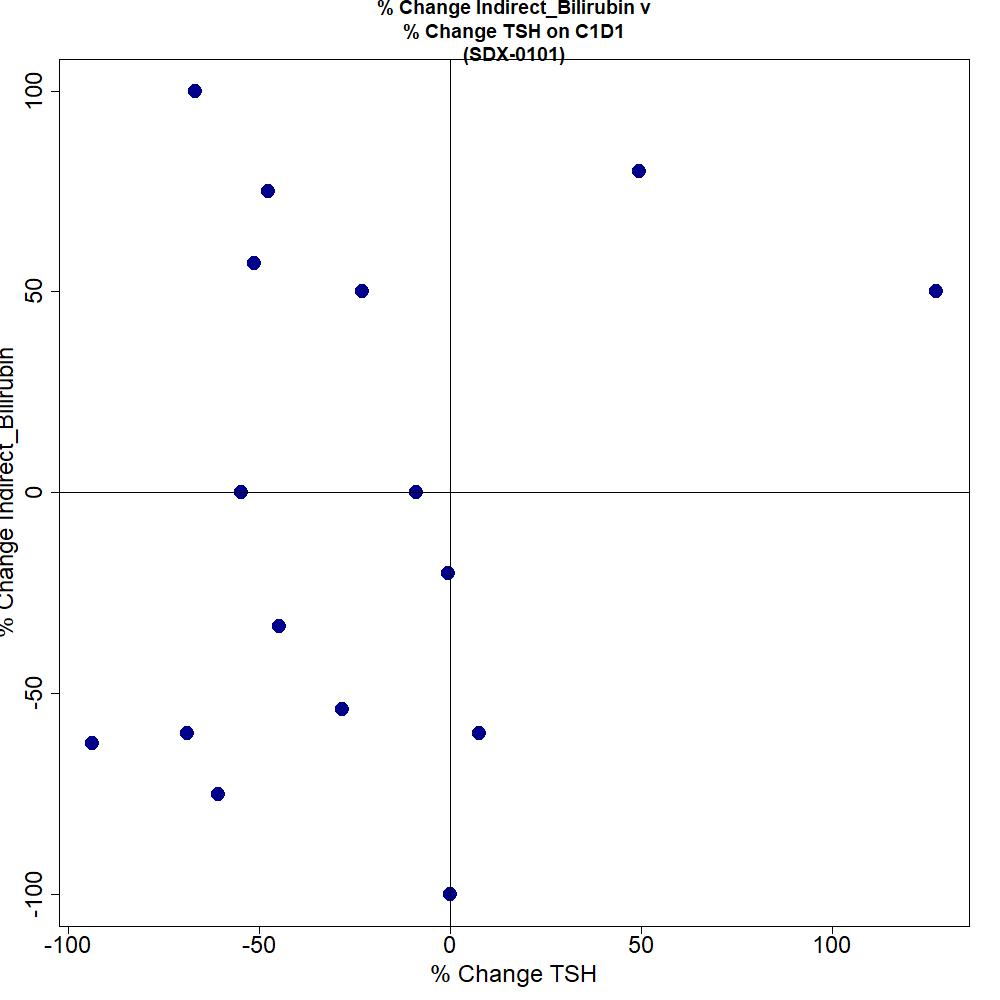 % Change Indirect_Bilirubin v
% Change TSH on C1D1
(SDX-0101)
% Change Indirect_Bilirubin
100
50
0
-50
-100
-100
-50
0
50
100
% Change TSH